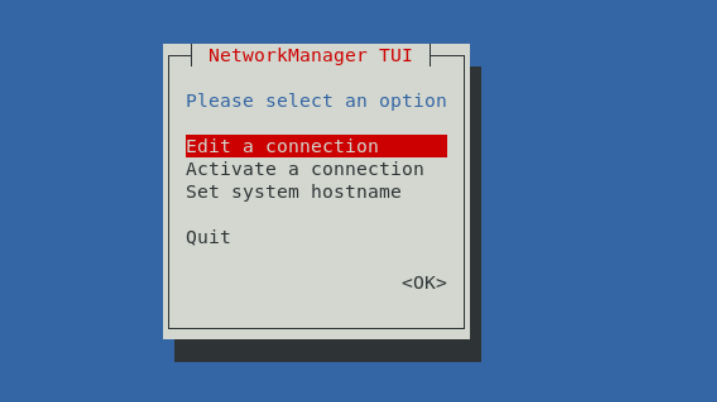 NetworkManager TUI
Please select an option
Edit a connection
Activate a connection
Set system hostname
Quit
<OK>